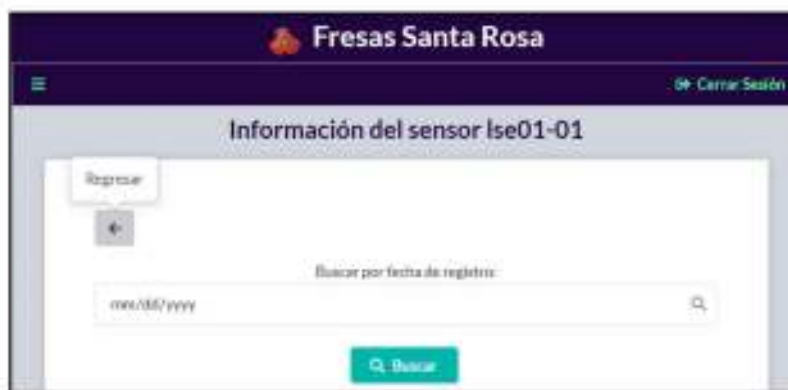 Fresas Santa Rosa
Cerrar Sesión
Información del sensor lse01-01
Regresar
Buscar por fecha de registro
mm/dd/yyyy
Buscar